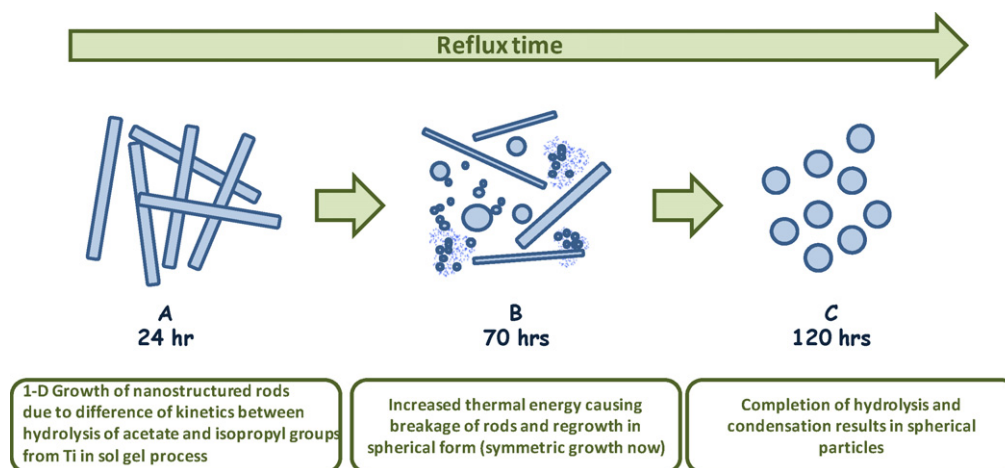 Reflux time
A
24 hr
B
70 hrs
C
120 hrs
1-D Growth of nanostructured rods
due to difference of kinetics between
hydrolysis of acetate and isopropyl groups
from Ti in sol gel process
Increased thermal energy causing
breakage of rods and regrowth in
spherical form (symmetric growth now)
Completion of hydrolysis and
condensation results in spherical
particles